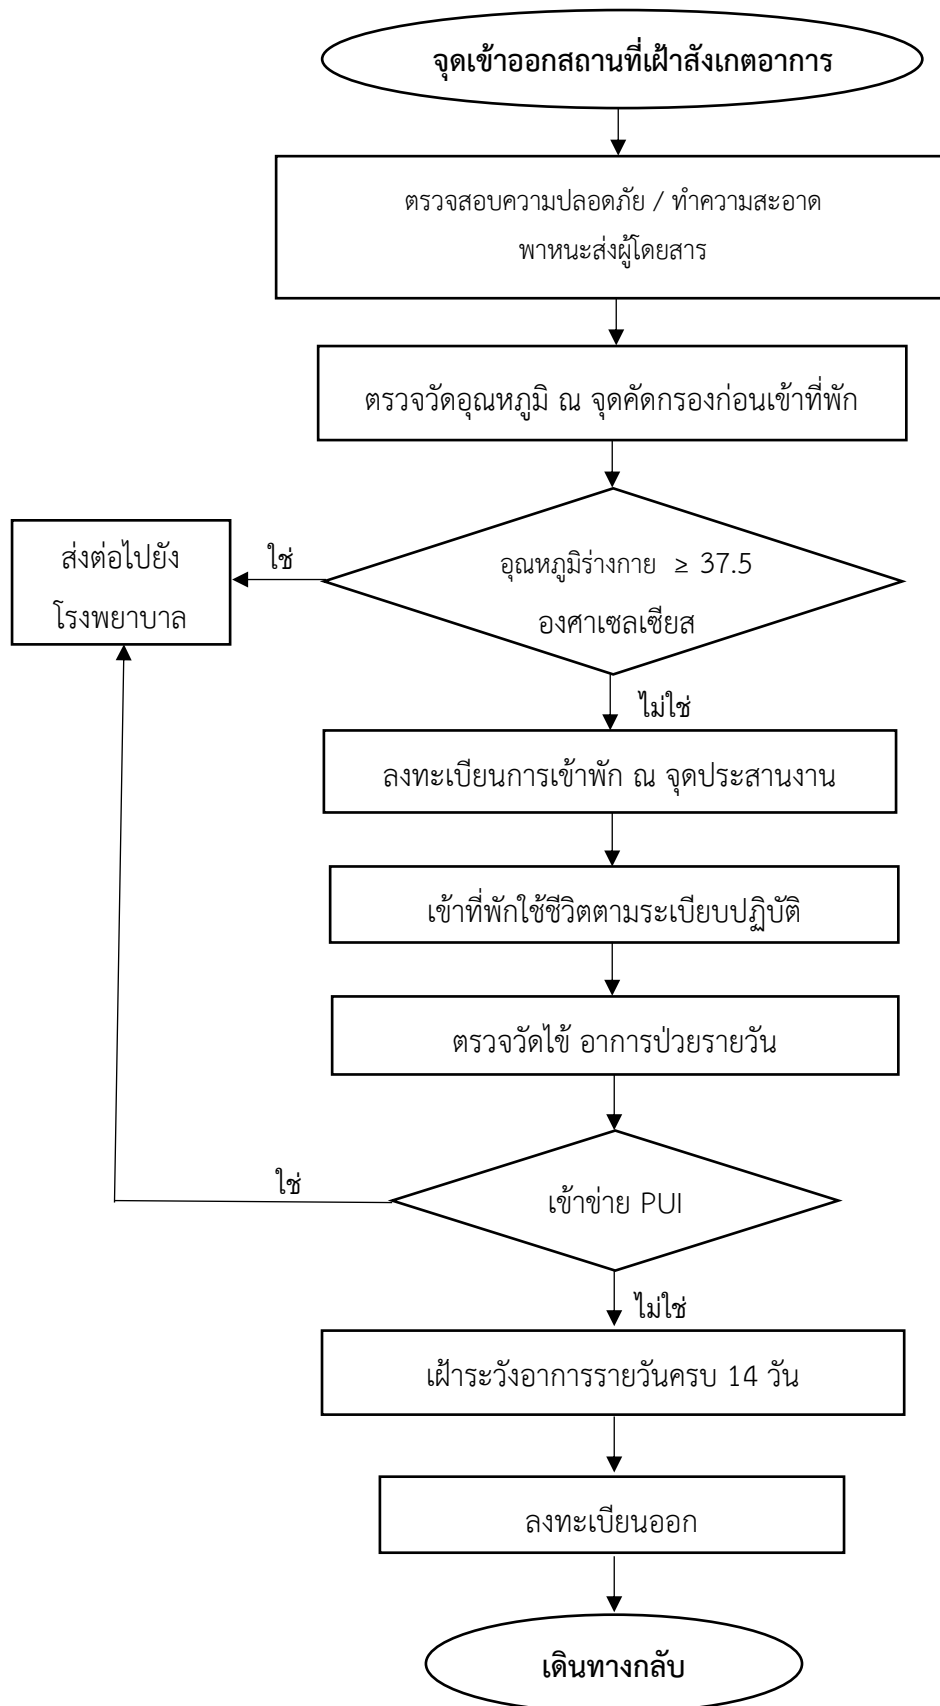 จุดเข้าออกสถานที่เฝ้าสังเกตอาการ
ตรวจสอบความปลอดภัย / ทำความสะอาด
พาหนะส่งผู้โดยสาร
ตรวจวัดอุณหภูมิ ณ จุดคัดกรองก่อนเข้าที่พัก
ส่งต่อไปยัง
โรงพยาบาล
ใช่
อุณหภูมิร่างกาย ≥ 37.5
องศาเซลเซียส
ไม่ใช่
ลงทะเบียนการเข้าพัก ณ จุดประสานงาน
เข้าที่พักใช้ชีวิตตามระเบียบปฏิบัติ
ตรวจวัดไข้ อาการป่วยรายวัน
ใช่
เข้าข่าย PUI
ไม่ใช่
เฝ้าระวังอาการรายวันครบ 14 วัน
ลงทะเบียนออก
เดินทางกลับ